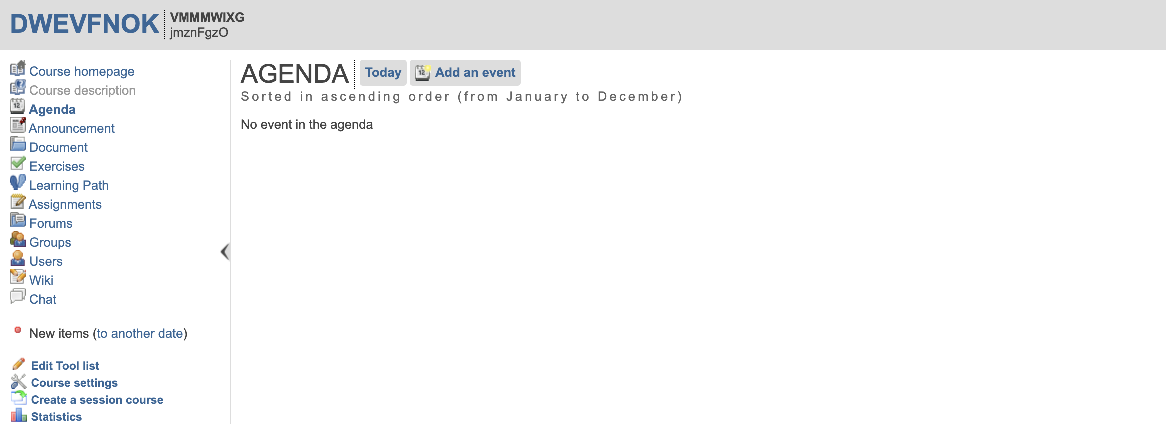 DWEVFNOK
VMMMWIXG
jmznFgzO
Course homepage
Course description
Agenda
Announcement
Document
Exercises
Learning Path
Assignments
Forums
Groups
Users
Wiki
Chat
New items (to another date)
Edit Tool list
Course settings
Create a session course
Statistics
AGENDA
Today
Add an event
Sorted in ascending order (from January to December)
No event in the agenda